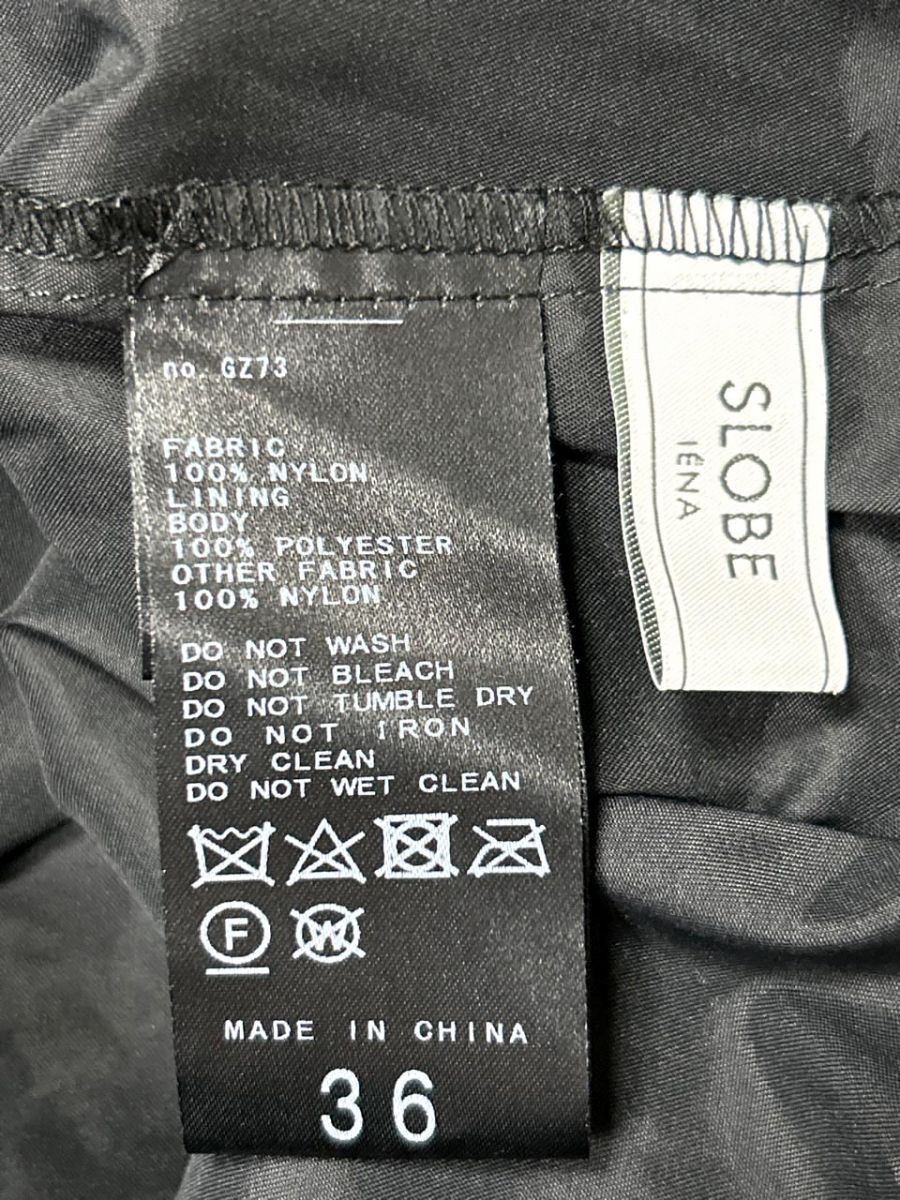 no. GZ73
FABRIC
100% NYLON
LINING
BODY
100% POLYESTER
OTHER FABRIC
100% NYLON
DO NOT WASH
DO NOT BLEACH
DO NOT TUMBLE DRY
DO NOT IRON
DRY CLEAN
DO NOT WET CLEAN
F W
MADE IN CHINA
36
SLOBE
IÉNA